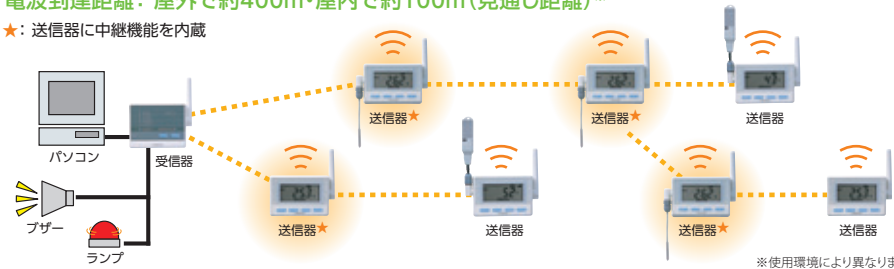 電波到達距離: 屋外で約400m・屋内で約100m(見通し距離)※
★: 送信器に中継機能を内蔵
送信器★
送信器★
送信器
パソコン
受信器
送信器★
送信器
送信器★
送信器
ブザー
ランプ
※使用環境により異なりま